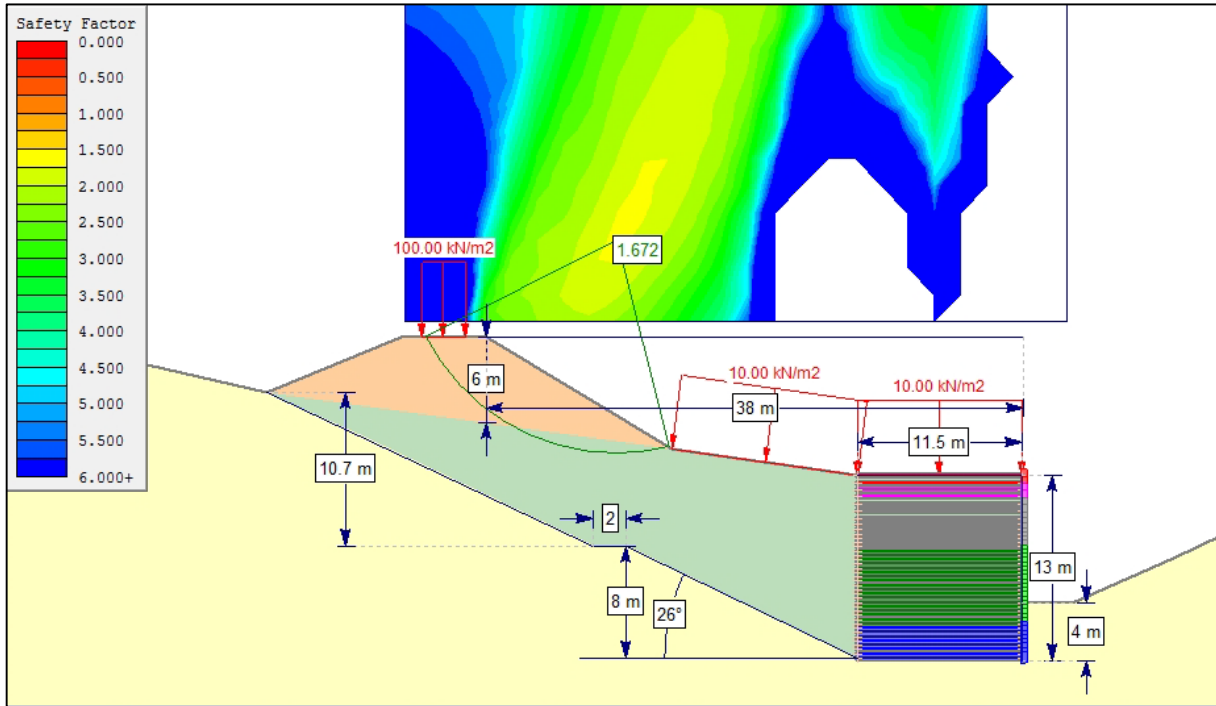 Safety Factor
0.000
0.500
1.000
1.500
2.000
2.500
3.000
3.500
4.000
4.500
5.000
5.500
6.000+
100.00 kN/m2
1.672
6 m
10.00 kN/m2
10.00 kN/m2
38 m
11.5 m
10.7 m
2
13 m
8 m
26°
4 m